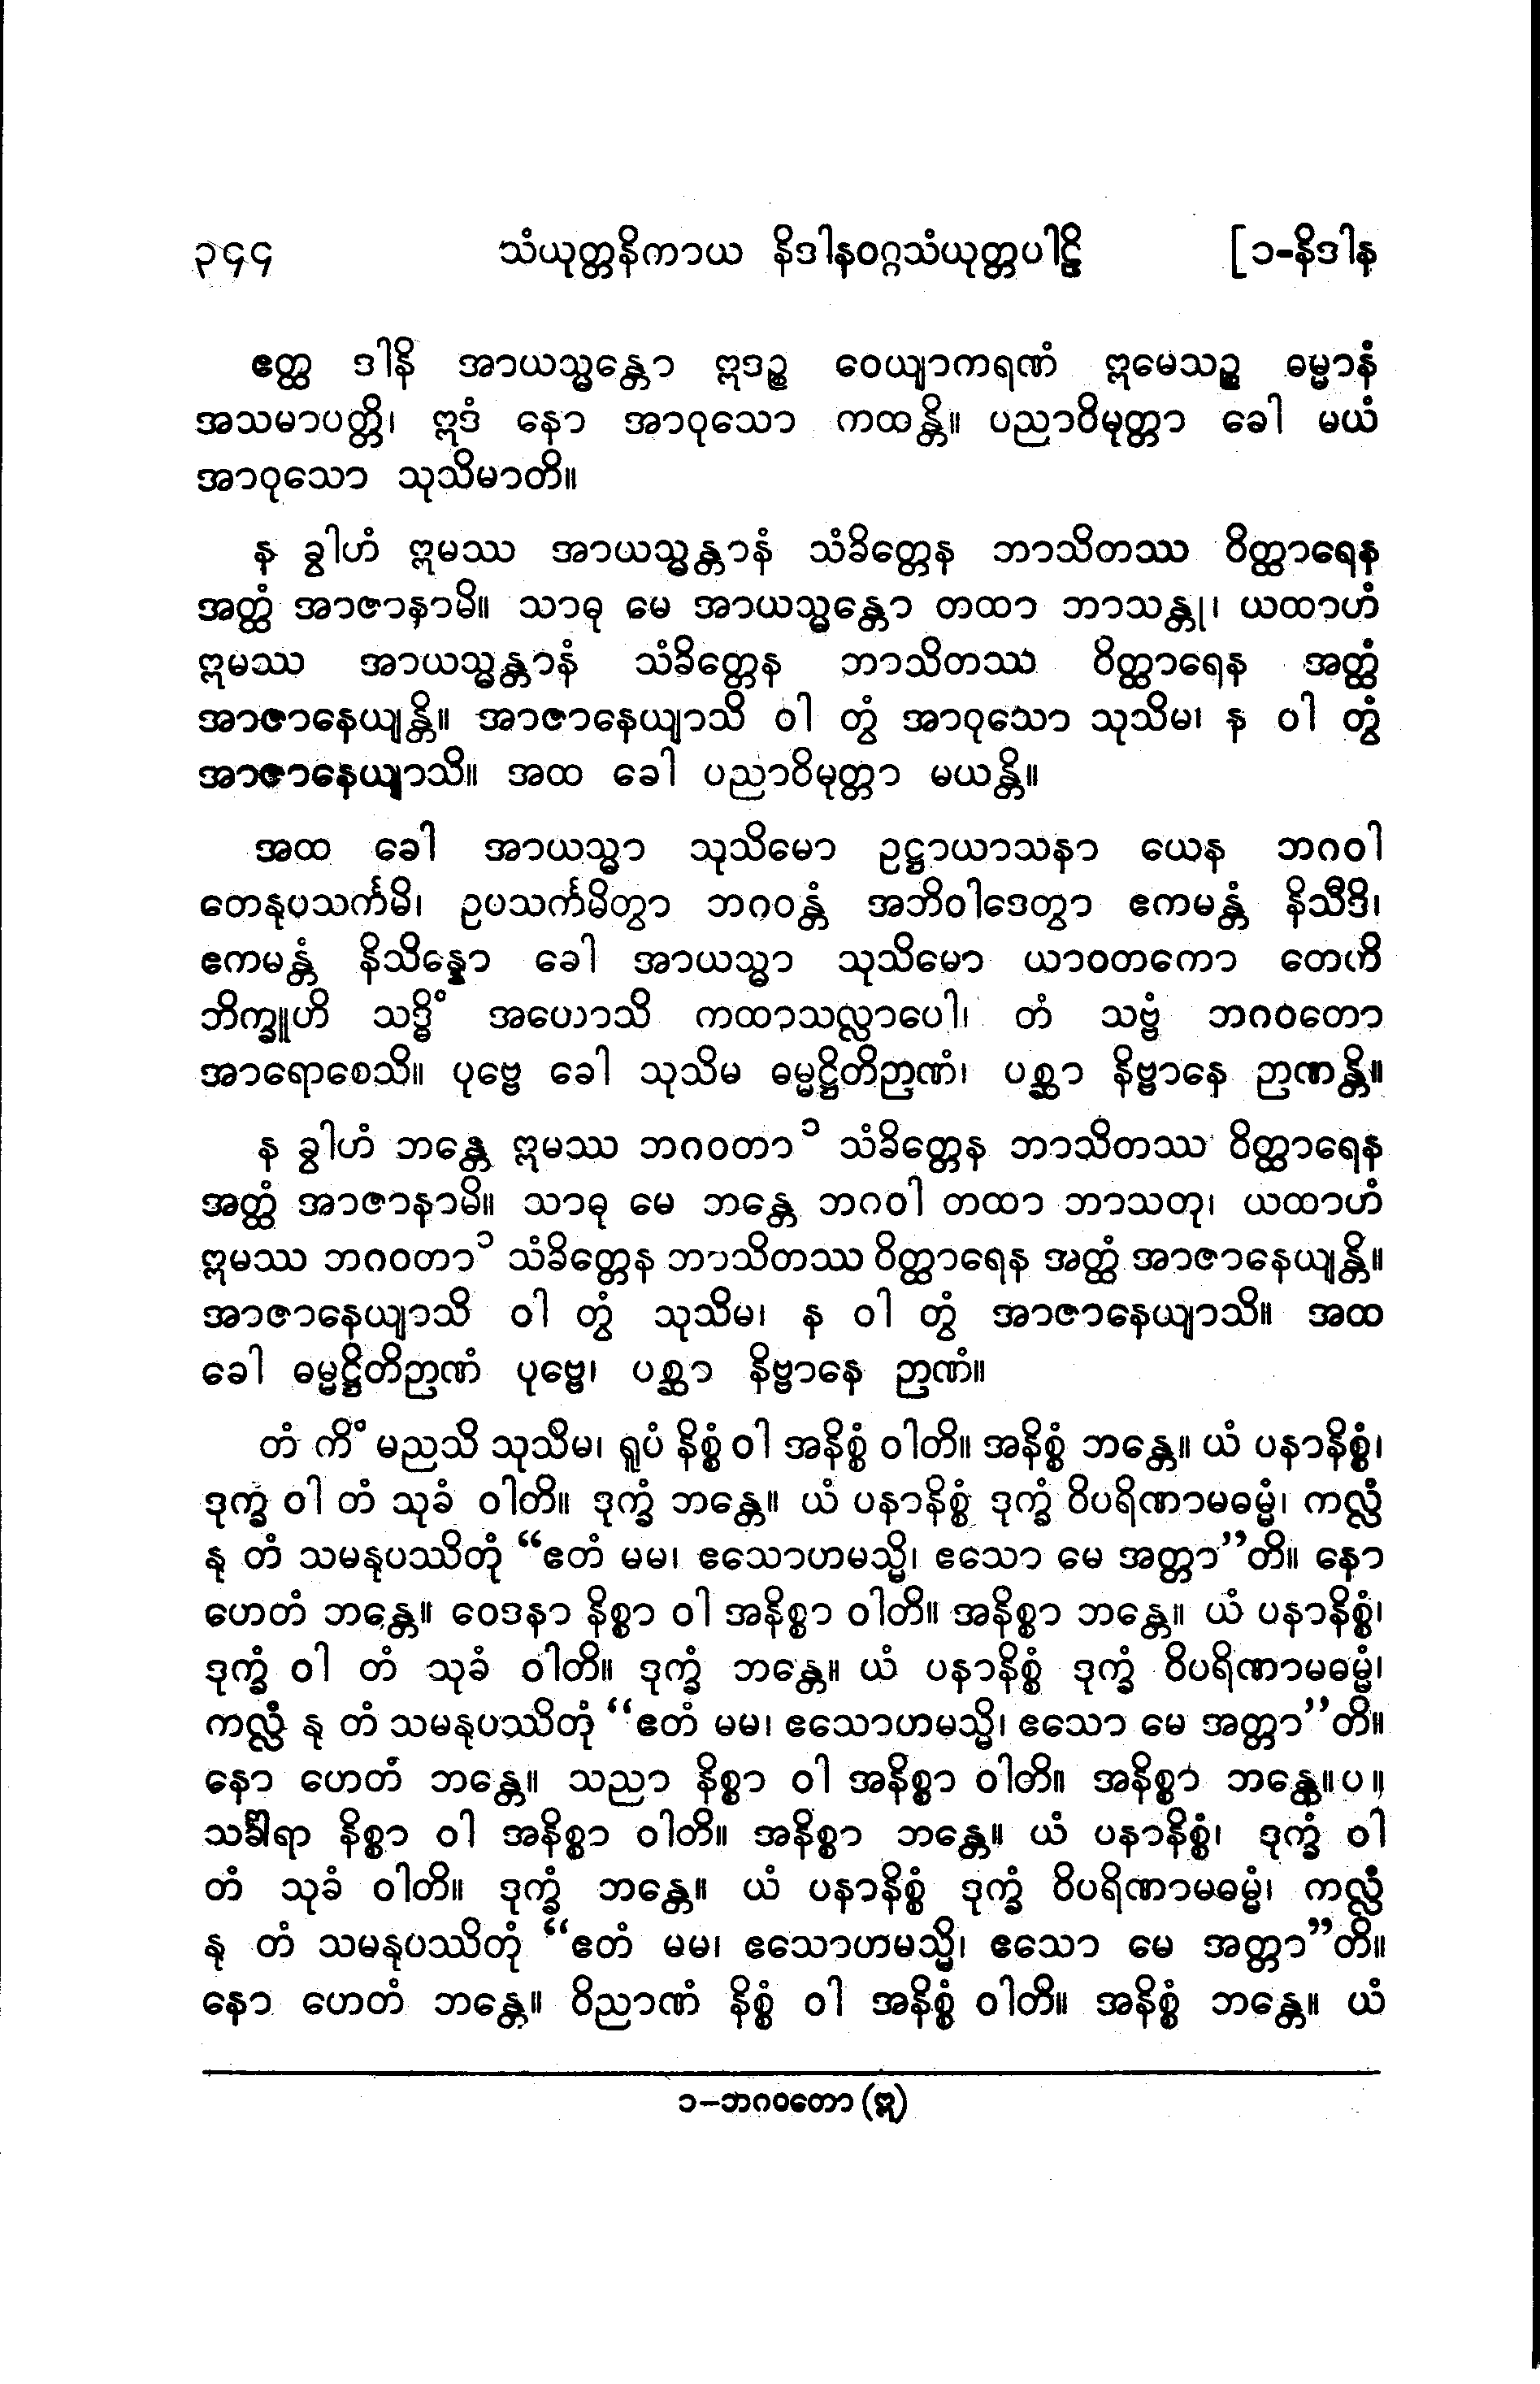 ၃၄၄ သံယုတ္တနိကာယ နိဒါနဝဂ္ဂသံယုတ္တပါဠိ [၁-နိဒါန
ဧတ္ထ ဒါနိ အာယသ္မန္တော ဣဒဉ္စ ဝေယျာကရဏံ ဣမေသဉ္စ ဓမ္မာနံ
အသမာပတ္တိ၊ ဣဒံ နော အာဝုသော ကထန္တိ။ ပညာဝိမုတ္တာ ခေါ မယံ
အာဝုသော သုသိမာတိ။
န ခွါဟံ ဣမဿ အာယသ္မန္တာနံ သံခိတ္တေန ဘာသိတဿ ဝိတ္ထာရေန
အတ္ထံ အာဇာနာမိ။ သာဓု မေ အာယသ္မန္တော တထာ ဘာသန္တု၊ ယထာဟံ
ဣမဿ အာယသ္မန္တာနံ သံခိတ္တေန ဘာသိတဿ ဝိတ္ထာရေန အတ္ထံ
အာဇာနေယျန္တိ။ အာဇာနေယျာသိ ဝါ တွံ အာဝုသော သုသိမ၊ န ဝါ တွံ
အာဇာနေယျာသိ။ အထ ခေါ ပညာဝိမုတ္တာ မယန္တိ။
အထ ခေါ အာယသ္မာ သုသိမော ဥဋ္ဌာယာသနာ ယေန ဘဂဝါ
တေနုပသင်္ကမိ၊ ဥပသင်္ကမိတွာ ဘဂဝန္တံ အဘိဝါဒေတွာ ဧကမန္တံ နိသီဒိ၊
ဧကမန္တံ နိသိန္နော ခေါ အာယသ္မာ သုသိမော ယာဝတကော တေဟိ
ဘိက္ခူဟိ သဒ္ဓိံ အဟောသိ ကထာသလ္လာပေါ၊ တံ သဗ္ဗံ ဘဂဝတော
အာရောစေသိ။ ပုဗ္ဗေ ခေါ သုသိမ ဓမ္မဋ္ဌိတိဉာဏံ၊ ပစ္ဆာ နိဗ္ဗာနေ ဉာဏန္တိ။
န ခွါဟံ ဘန္တေ ဣမဿ ဘဂဝတာ ၁ သံခိတ္တေန ဘာသိတဿ ဝိတ္ထာရေန
အတ္ထံ အာဇာနာမိ။ သာဓု မေ ဘန္တေ ဘဂဝါ တထာ ဘာသတု၊ ယထာဟံ
ဣမဿ ဘဂဝတာ ၁ သံခိတ္တေန ဘာသိတဿ ဝိတ္ထာရေန အတ္ထံ အာဇာနေယျန္တိ။
အာဇာနေယျာသိ ဝါ တွံ သုသိမ၊ န ဝါ တွံ အာဇာနေယျာသိ။ အထ
ခေါ ဓမ္မဋ္ဌိတိဉာဏံ ပုဗ္ဗေ၊ ပစ္ဆာ နိဗ္ဗာနေ ဉာဏံ။
တံ ကိံ မညသိ သုသိမ၊ ရူပံ နိစ္စံ ဝါ အနိစ္စံ ဝါတိ။ အနိစ္စံ ဘန္တေ။ ယံ ပနာနိစ္စံ၊
ဒုက္ခံ ဝါ တံ သုခံ ဝါတိ။ ဒုက္ခံ ဘန္တေ။ ယံ ပနာနိစ္စံ ဒုက္ခံ ဝိပရိဏာမဓမ္မံ၊ ကလ္လံ
နု တံ သမနုပဿိတုံ “ဧတံ မမ၊ ဧသောဟမသ္မိ၊ ဧသော မေ အတ္တာ”တိ။ နော
ဟေတံ ဘန္တေ။ ဝေဒနာ နိစ္စာ ဝါ အနိစ္စာ ဝါတိ။ အနိစ္စာ ဘန္တေ။ ယံ ပနာနိစ္စံ၊
ဒုက္ခံ ဝါ တံ သုခံ ဝါတိ။ ဒုက္ခံ ဘန္တေ။ ယံ ပနာနိစ္စံ ဒုက္ခံ ဝိပရိဏာမဓမ္မံ၊
ကလ္လံ နု တံ သမနုပဿိတုံ “ဧတံ မမ၊ ဧသောဟမသ္မိ၊ ဧသော မေ အတ္တာ”တိ။
နော ဟေတံ ဘန္တေ။ သညာ နိစ္စာ ဝါ အနိစ္စာ ဝါတိ။ အနိစ္စာ ဘန္တေ။ပ။
သင်္ခါရာ နိစ္စာ ဝါ အနိစ္စာ ဝါတိ။ အနိစ္စာ ဘန္တေ။ ယံ ပနာနိစ္စံ၊ ဒုက္ခံ ဝါ
တံ သုခံ ဝါတိ။ ဒုက္ခံ ဘန္တေ။ ယံ ပနာနိစ္စံ ဒုက္ခံ ဝိပရိဏာမဓမ္မံ၊ ကလ္လံ
နု တံ သမနုပဿိတုံ “ဧတံ မမ၊ ဧသောဟမသ္မိ၊ ဧသော မေ အတ္တာ”တိ။
နော ဟေတံ ဘန္တေ။ ဝိညာဏံ နိစ္စံ ဝါ အနိစ္စံ ဝါတိ။ အနိစ္စံ ဘန္တေ။ ယံ
၁-ဘဂဝတော (ဣ)